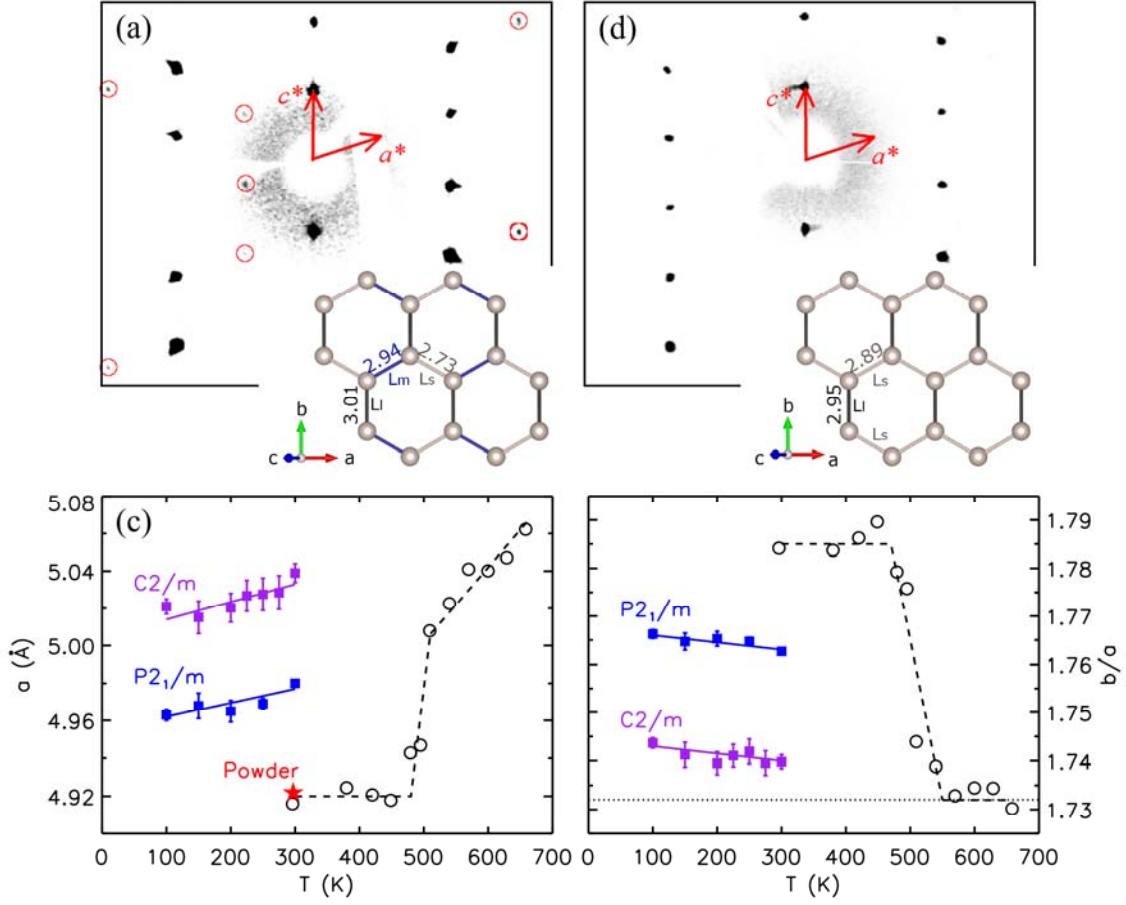 (a)
c*
a*
2.94
2.73
Lm
Ls
3.01
Ll
b
c
a
(d)
c*
a*
2.89
Ls
2.95
Ll
Ls
b
c
a
(c)
5.08
5.04
5.00
4.96
4.92
a (Å)
C2/m
P2₁/m
Powder
0 100 200 300 400 500 600 700
T (K)
P2₁/m
C2/m
1.79
1.78
1.77
1.76
1.75
1.74
1.73
b/a
0 100 200 300 400 500 600 700
T (K)